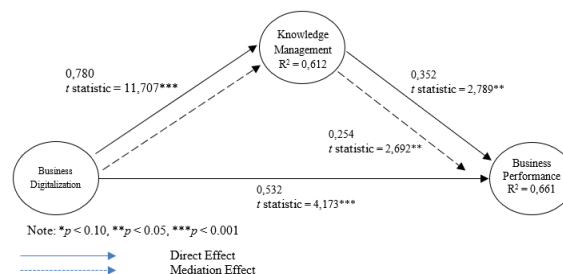 Knowledge
Management
R² = 0,612
0,780
t statistic = 11,707***
0,352
t statistic = 2,789**
0,254
t statistic = 2,692**
Business
Digitalization
Business
Performance
R² = 0,661
0,532
t statistic = 4,173***
Note: *p < 0.10, **p < 0.05, ***p < 0.001
Direct Effect
Mediation Effect